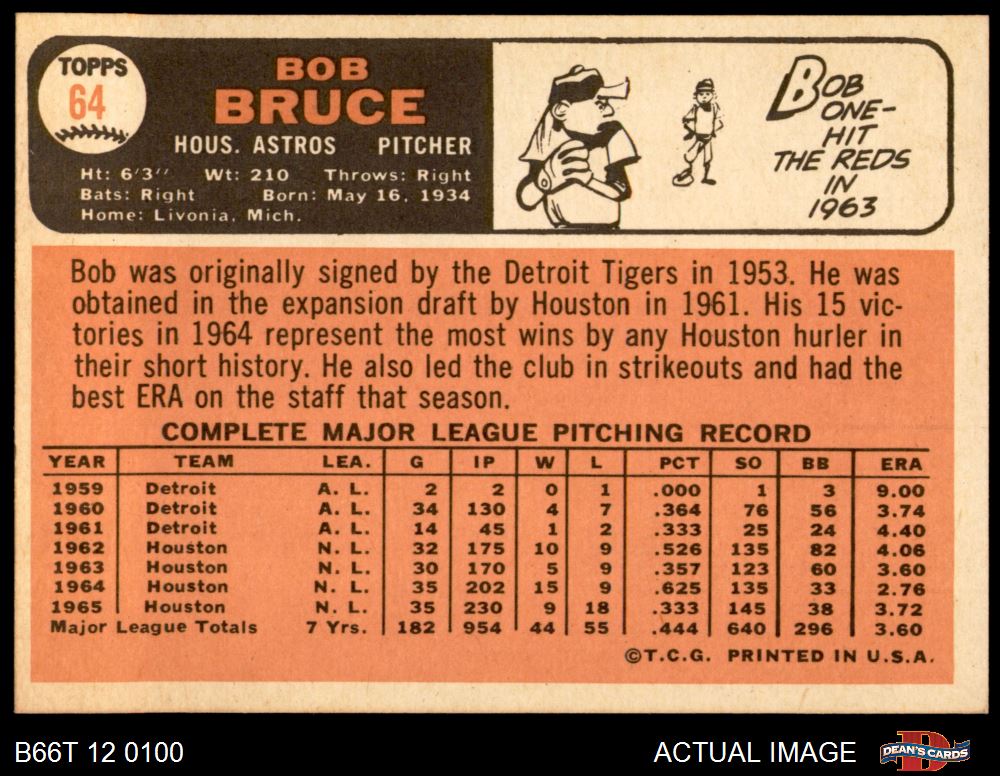 TOPPS
64
BOB
BRUCE
HOUS. ASTROS PITCHER
Ht: 6'3" Wt: 210 Throws: Right
Bats: Right Born: May 16, 1934
Home: Livonia, Mich.
BOB
ONE-
HIT
THE REDS
IN
1963
Bob was originally signed by the Detroit Tigers in 1953. He was
obtained in the expansion draft by Houston in 1961. His 15 vic-
tories in 1964 represent the most wins by any Houston hurler in
their short history. He also led the club in strikeouts and had the
best ERA on the staff that season.
COMPLETE MAJOR LEAGUE PITCHING RECORD
YEAR TEAM LEA. G IP W L PCT SO BB ERA
1959 Detroit A. L. 2 2 0 1 .000 1 3 9.00
1960 Detroit A. L. 34 130 4 7 .364 76 56 3.74
1961 Detroit A. L. 14 45 1 2 .333 25 24 4.40
1962 Houston N. L. 32 175 10 9 .526 135 82 4.06
1963 Houston N. L. 30 170 5 9 .357 123 60 3.60
1964 Houston N. L. 35 202 15 9 .625 135 33 2.76
1965 Houston N. L. 35 230 9 18 .333 145 38 3.72
Major League Totals 7 Yrs. 182 954 44 55 .444 640 296 3.60
©T.C.G. PRINTED IN U.S.A.
B66T 12 0100 ACTUAL IMAGE DEAN'S CARDS